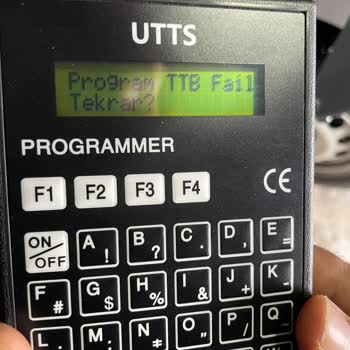 UTTS
Program TTB Fail
Tekrar?
PROGRAMMER
F1 F2 F3 F4 CE
ON/OFF A ! B ? C . D , E =
F # G $ H % I & J + K -
L . M . N O " P / Q ~